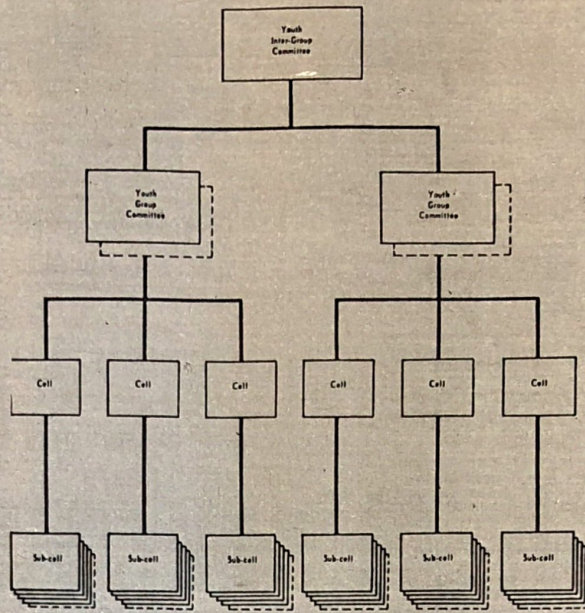 Youth
Inter-Group
Committee
Youth
Group
Committee
Youth
Group
Committee
Cell
Cell
Cell
Cell
Cell
Cell
Sub-cell
Sub-cell
Sub-cell
Sub-cell
Sub-cell
Sub-cell